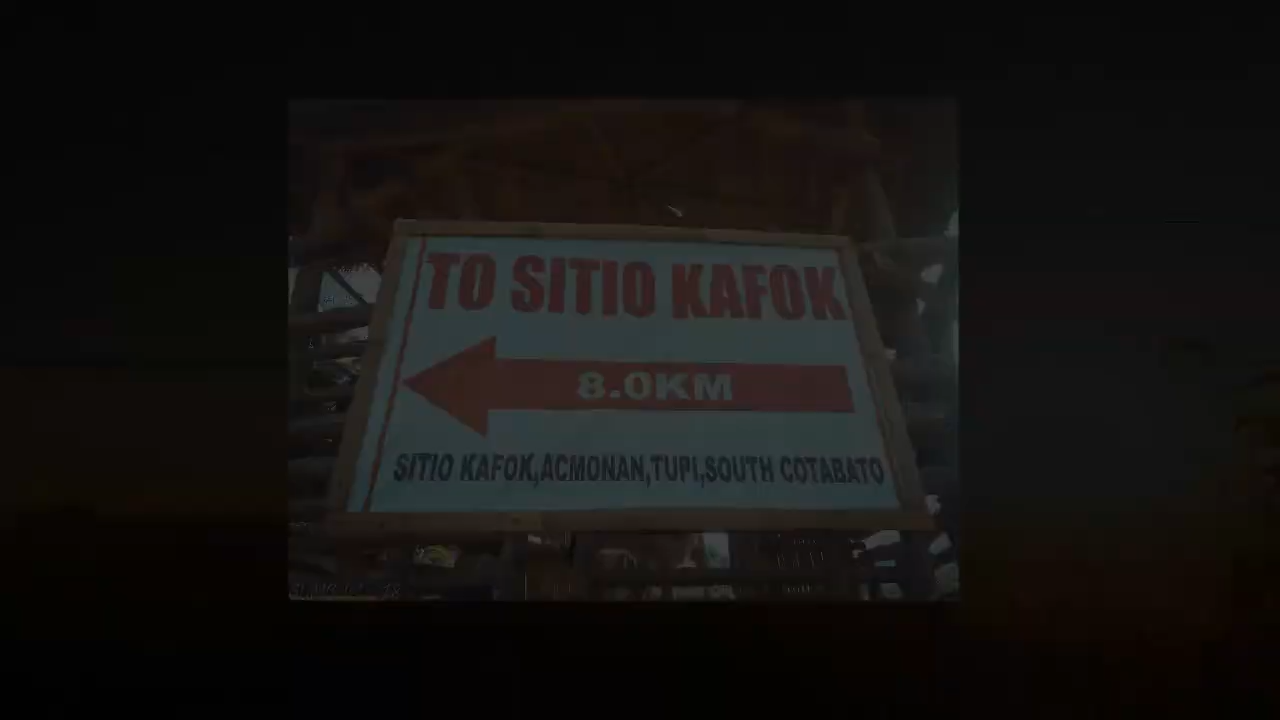 TO SITIO KAFOK
8.0KM
SITIO KAFOK,ACMONAN,TUPI,SOUTH COTABATO